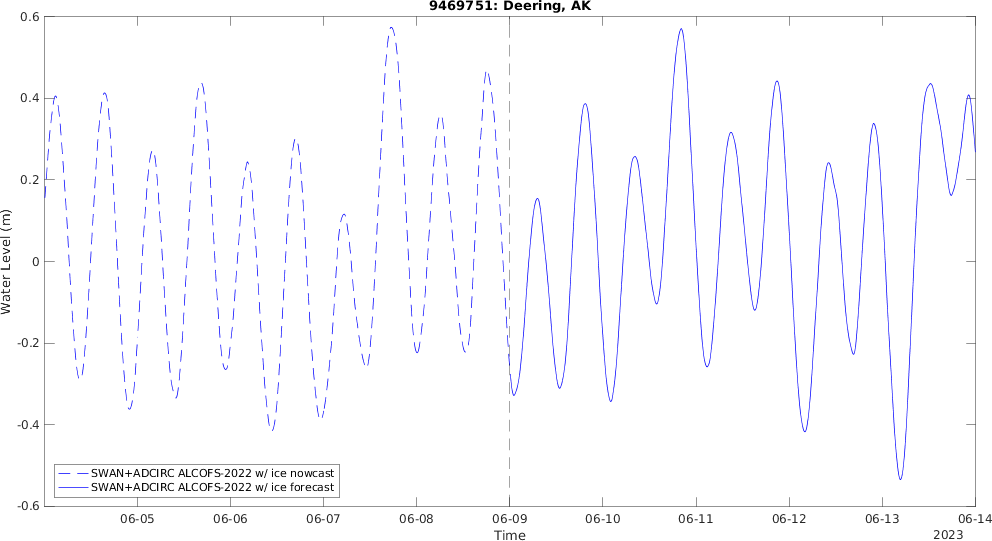 9469751: Deering, AK
0.6
0.4
0.2
0
-0.2
-0.4
-0.6
Water Level (m)
SWAN+ADCIRC ALCOFS-2022 w/ ice nowcast
SWAN+ADCIRC ALCOFS-2022 w/ ice forecast
06-05 06-06 06-07 06-08 06-09 06-10 06-11 06-12 06-13 06-14
Time
2023